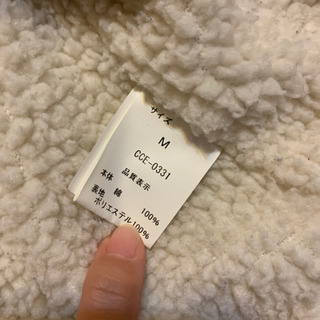 サイズ
M
CCE-0331
品質表示
本体
表地 綿 100%
ポリエステル100%